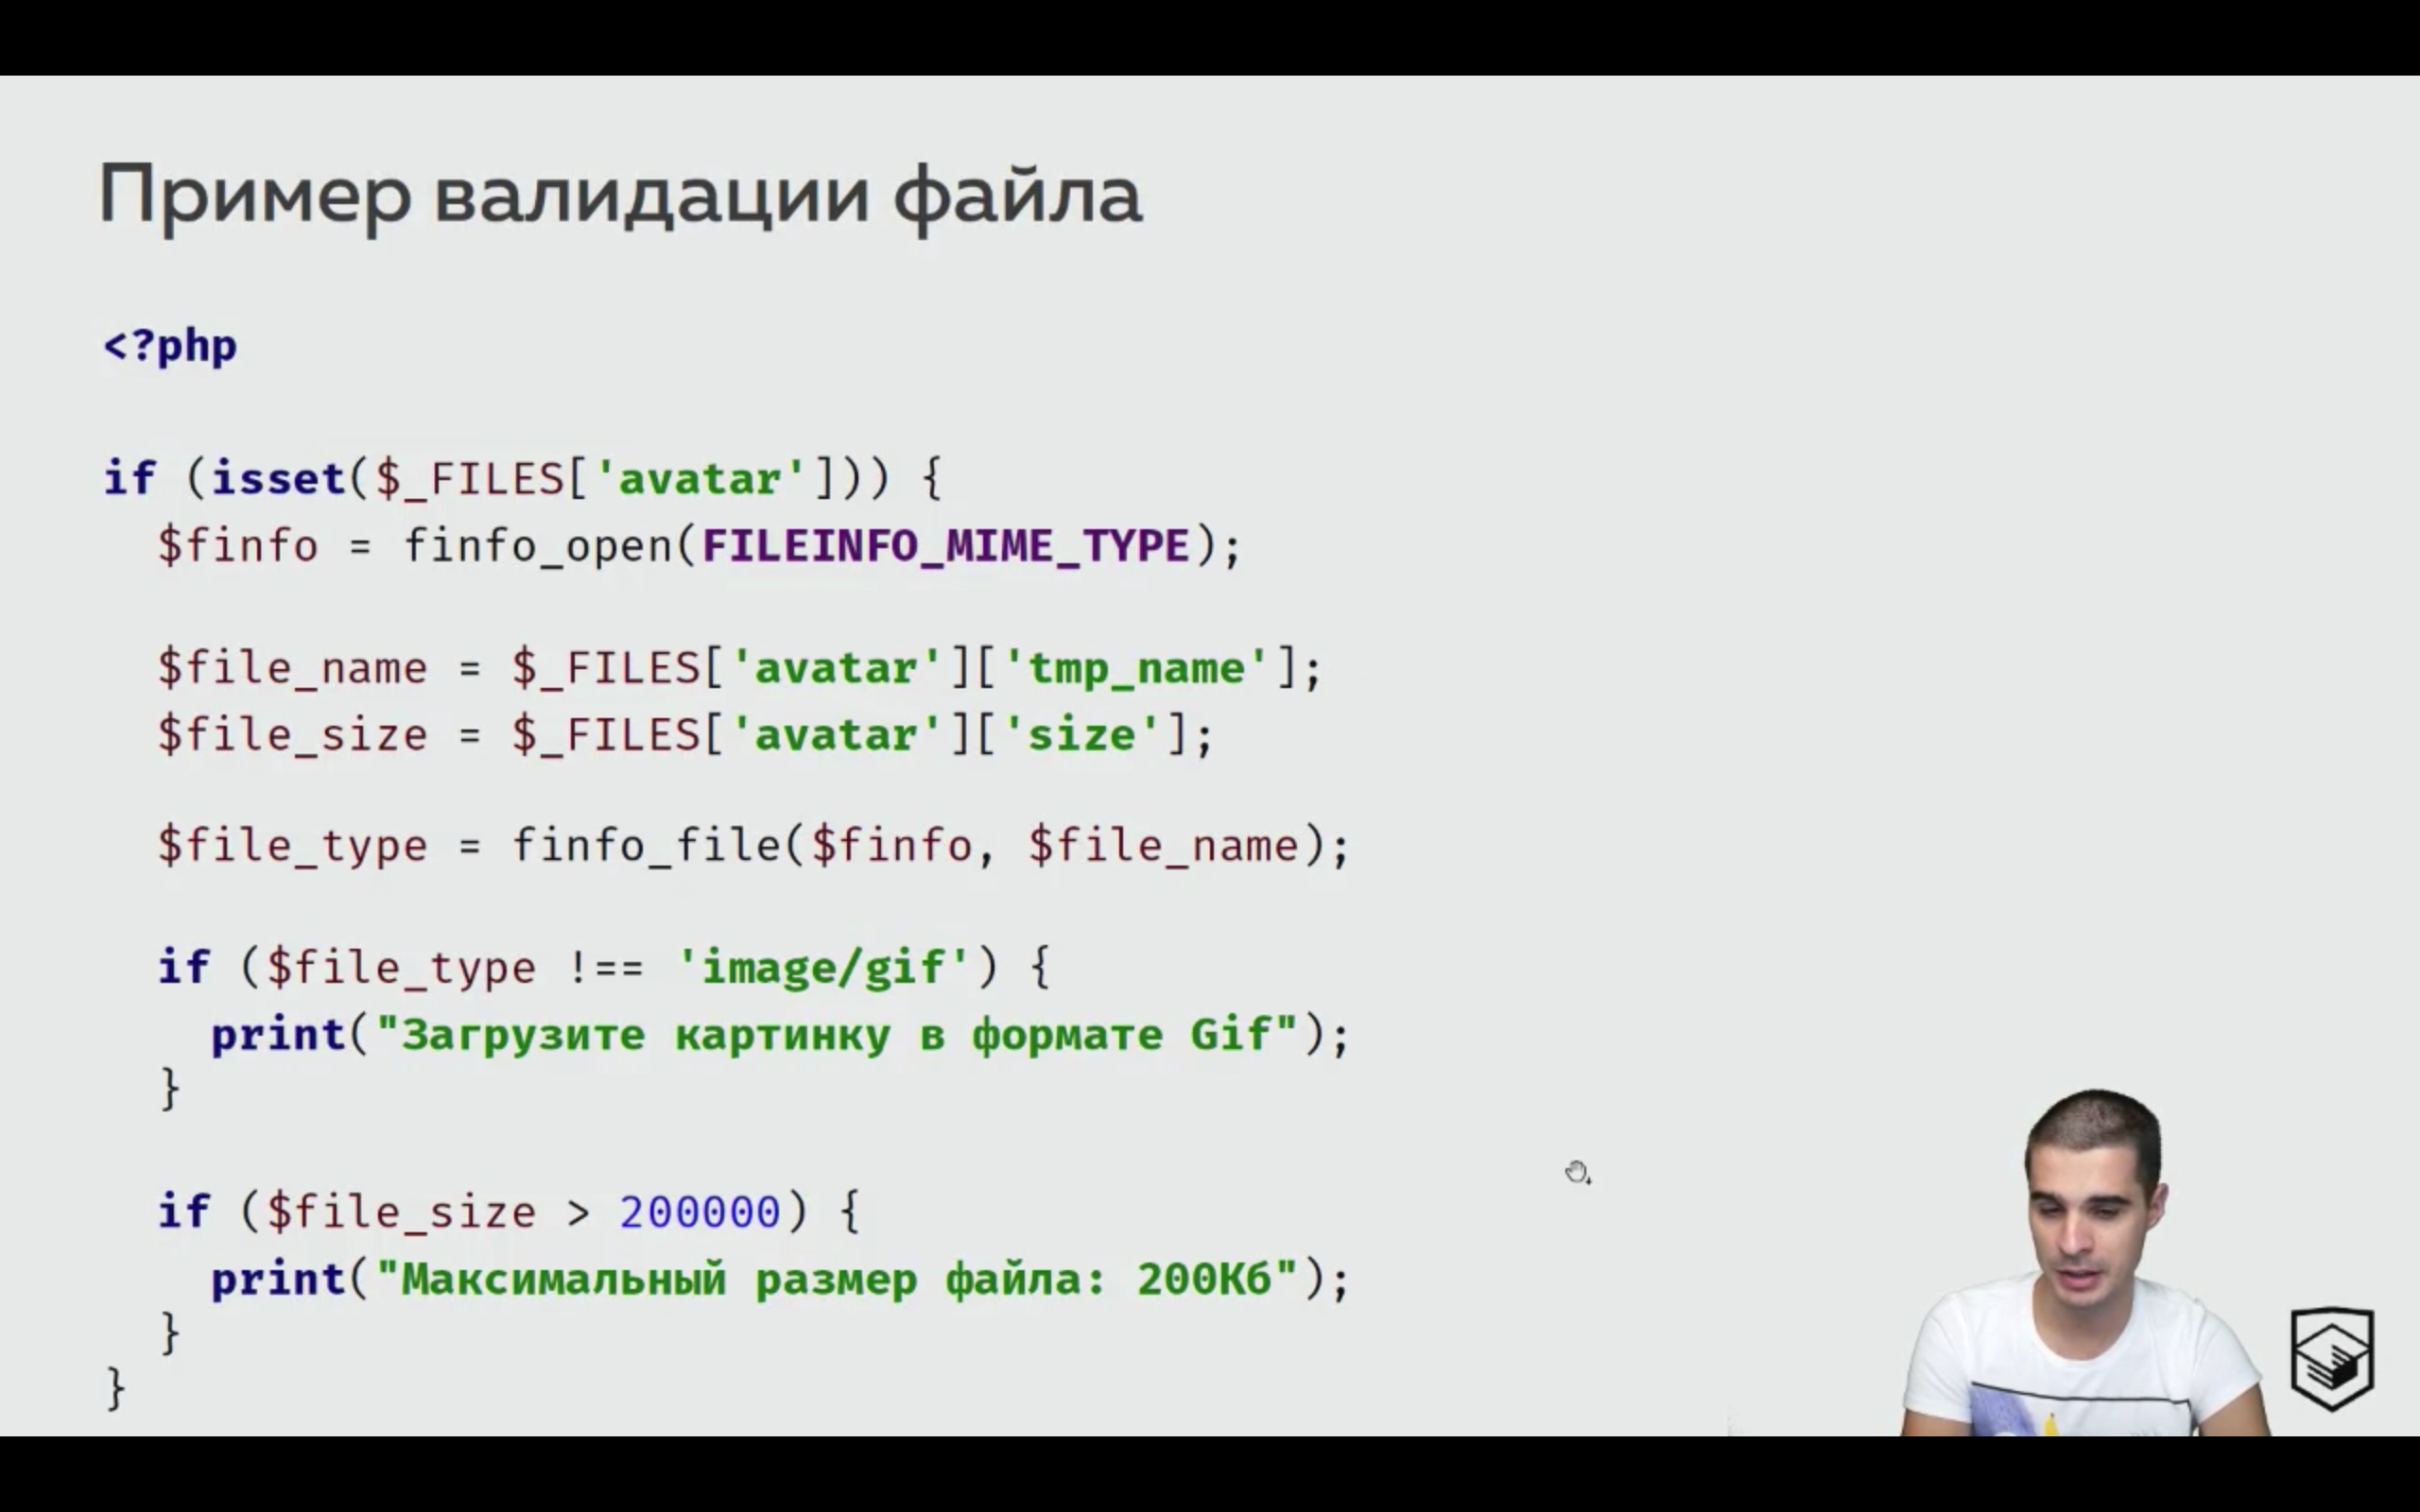 Пример валидации файла
<?php
if (isset($_FILES['avatar'])) {
$finfo = finfo_open(FILEINFO_MIME_TYPE);
$file_name = $_FILES['avatar']['tmp_name'];
$file_size = $_FILES['avatar']['size'];
$file_type = finfo_file($finfo, $file_name);
if ($file_type !== 'image/gif') {
print("Загрузите картинку в формате Gif");
}
if ($file_size > 200000) {
print("Максимальный размер файла: 200Кб");
}
}